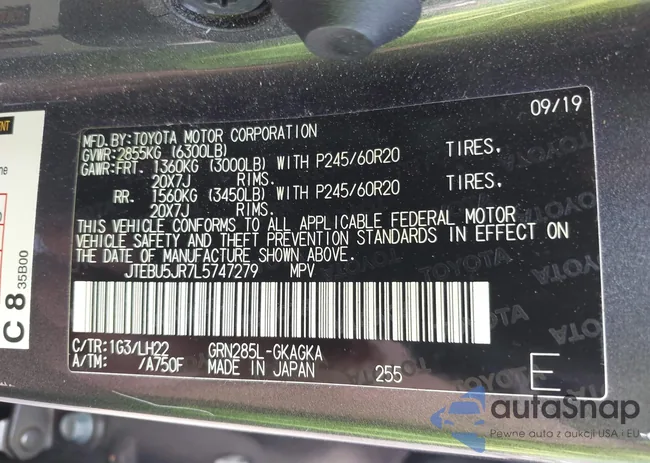 09/19
MFD.BY:TOYOTA MOTOR CORPORATION
GVWR:2855KG (6300LB)
GAWR:FRT. 1360KG (3000LB) WITH P245/60R20 TIRES,
20X7J RIMS.
RR. 1560KG (3450LB) WITH P245/60R20 TIRES,
20X7J RIMS.
THIS VEHICLE CONFORMS TO ALL APPLICABLE FEDERAL MOTOR
VEHICLE SAFETY AND THEFT PREVENTION STANDARDS IN EFFECT ON
THE DATE OF MANUFACTURE SHOWN ABOVE.
JTEBU5JR7L5747279 MPV
C/TR:1G3/LH22 GRN285L-GKAGKA
A/TM: /A750F MADE IN JAPAN 255
E
C 8 35B00
TOYOTA
autaSnap
Pewne auta z aukcji USA i EU